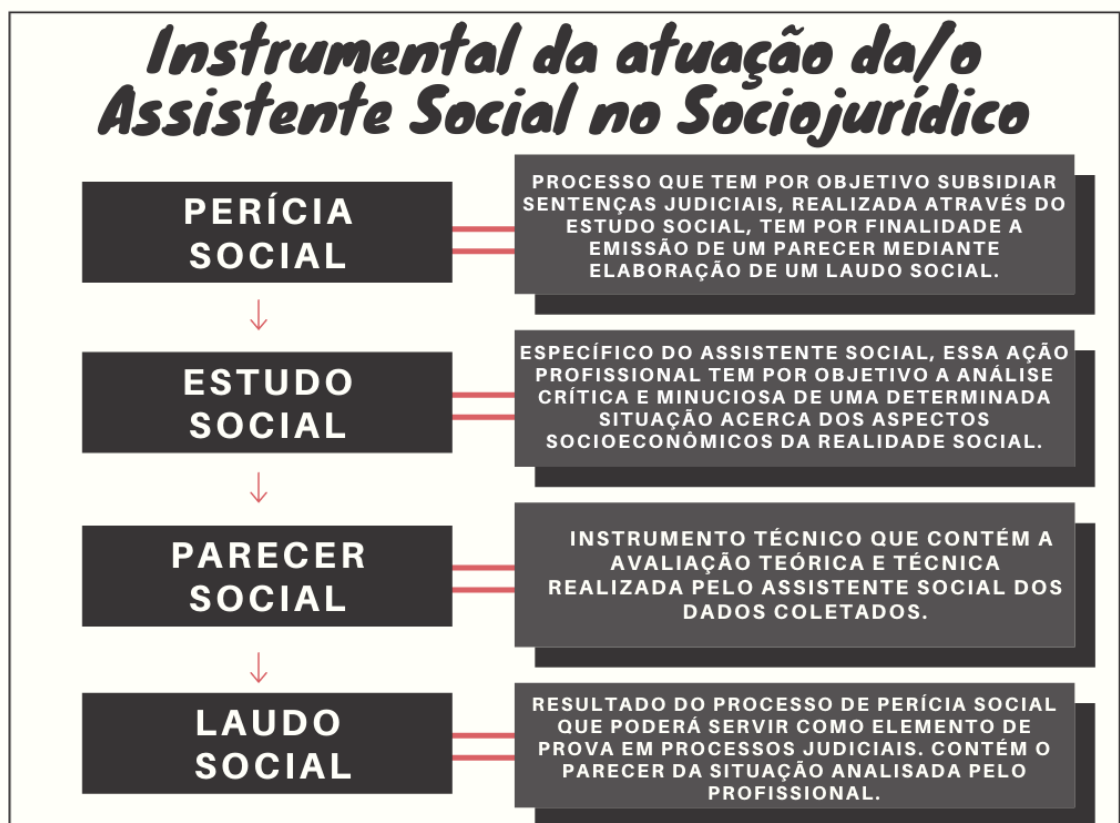 Instrumental da atuação da/o
Assistente Social no Sociojurídico
PERÍCIA
SOCIAL
PROCESSO QUE TEM POR OBJETIVO SUBSIDIAR
SENTENÇAS JUDICIAIS, REALIZADA ATRAVÉS DO
ESTUDO SOCIAL, TEM POR FINALIDADE A
EMISSÃO DE UM PARECER MEDIANTE
ELABORAÇÃO DE UM LAUDO SOCIAL.
ESTUDO
SOCIAL
ESPECÍFICO DO ASSISTENTE SOCIAL, ESSA AÇÃO
PROFISSIONAL TEM POR OBJETIVO A ANÁLISE
CRÍTICA E MINUCIOSA DE UMA DETERMINADA
SITUAÇÃO ACERCA DOS ASPECTOS
SOCIOECONÔMICOS DA REALIDADE SOCIAL.
PARECER
SOCIAL
INSTRUMENTO TÉCNICO QUE CONTÉM A
AVALIAÇÃO TEÓRICA E TÉCNICA
REALIZADA PELO ASSISTENTE SOCIAL DOS
DADOS COLETADOS.
LAUDO
SOCIAL
RESULTADO DO PROCESSO DE PERÍCIA SOCIAL
QUE PODERÁ SERVIR COMO ELEMENTO DE
PROVA EM PROCESSOS JUDICIAIS. CONTÉM O
PARECER DA SITUAÇÃO ANALISADA PELO
PROFISSIONAL.